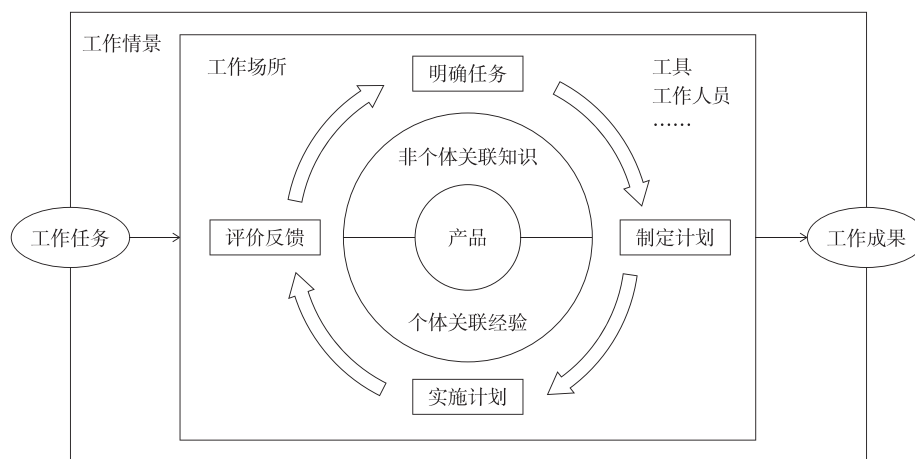 工作情景
工作场所
明确任务
工具
工作人员
……
非个体关联知识
工作任务
评价反馈
产品
制定计划
工作成果
个体关联经验
实施计划